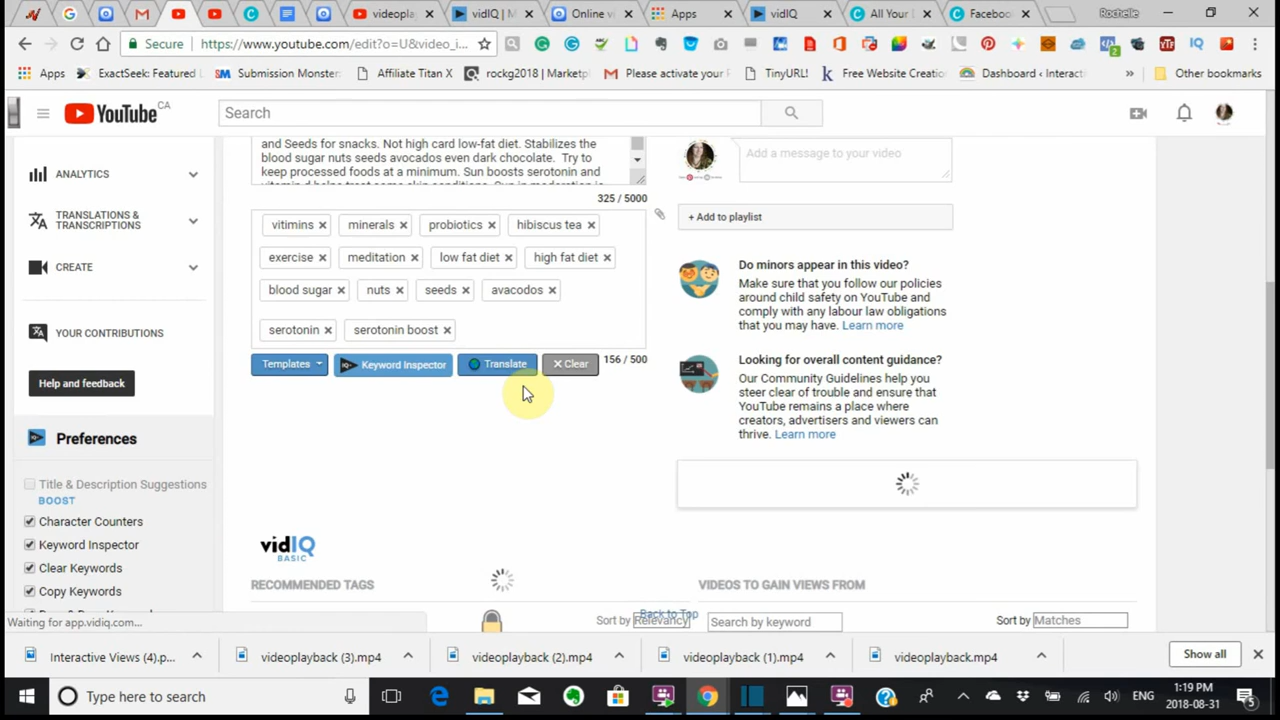 videopla
vidIQ | M
Online v
Apps
vidIQ
All Your
Facebook
Rochelle
Secure
https://www.youtube.com/edit?o=U&video_i...
Apps
ExactSeek: Featured
Submission Monster
Affiliate Titan X
rockg2018 | Marketpl
Please activate your
TinyURL!
Free Website Creatio
Dashboard ‹ Interact
»
Other bookmarks
YouTube CA
Search
ANALYTICS
TRANSLATIONS &
TRANSCRIPTIONS
CREATE
YOUR CONTRIBUTIONS
Help and feedback
Preferences
Title & Description Suggestions
BOOST
Character Counters
Keyword Inspector
Clear Keywords
Copy Keywords
and Seeds for snacks. Not high card low-fat diet. Stabilizes the
blood sugar nuts seeds avocados even dark chocolate. Try to
keep processed foods at a minimum. Sun boosts serotonin and
325 / 5000
vitimins × minerals × probiotics × hibiscus tea ×
exercise × meditation × low fat diet × high fat diet ×
blood sugar × nuts × seeds × avacodos ×
serotonin × serotonin boost ×
Templates Keyword Inspector Translate × Clear 156 / 500
Add a message to your video
+ Add to playlist
Do minors appear in this video?
Make sure that you follow our policies
around child safety on YouTube and
comply with any labour law obligations
that you may have. Learn more
Looking for overall content guidance?
Our Community Guidelines help you
steer clear of trouble and ensure that
YouTube remains a place where
creators, advertisers and viewers can
thrive. Learn more
vidIQ
BASIC
RECOMMENDED TAGS
VIDEOS TO GAIN VIEWS FROM
Back to Top
Sort by Relevancy
Search by keyword
Sort by Matches
Waiting for app.vidiq.com...
Interactive Views (4).p...
videoplayback (3).mp4
videoplayback (2).mp4
videoplayback (1).mp4
videoplayback.mp4
Show all
Type here to search
ENG
1:19 PM
2018-08-31
5